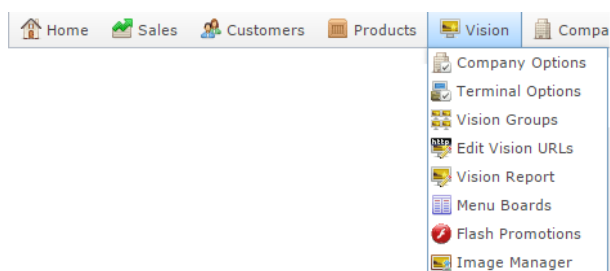 Home Sales Customers Products Vision Compa
Company Options
Terminal Options
Vision Groups
http Edit Vision URLs
Vision Report
Menu Boards
Flash Promotions
Image Manager